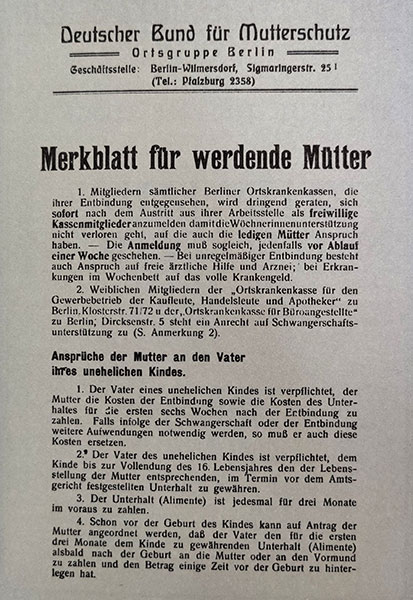 Deutscher Bund für Mutterschutz
Ortsgruppe Berlin
Geschäftsstelle: Berlin-Wilmersdorf, Sigmaringerstr. 25 I
(Tel.: Pfalzburg 2358)
Merkblatt für werdende Mütter
1. Mitgliedern sämtlicher Berliner Ortskrankenkassen, die
ihrer Entbindung entgegensehen, wird dringend geraten, sich
sofort nach dem Austritt aus ihrer Arbeitsstelle als freiwillige
Kassenmitglieder anzumelden damit die Wöchnerinnenunterstützung
nicht verloren geht, auf die auch die ledigen Mütter Anspruch
haben. — Die Anmeldung muß sogleich, jedenfalls vor Ablauf
einer Woche geschehen. — Bei unregelmäßiger Entbindung besteht
auch Anspruch auf freie ärztliche Hilfe und Arznei; bei Erkran-
kungen im Wochenbett auf das volle Krankengeld.
2. Weiblichen Mitgliedern der „Ortskrankenkasse für den
Gewerbebetrieb der Kaufleute, Handelsleute und Apotheker" zu
Berlin, Klosterstr. 71/72 u der „Ortskrankenkasse für Büroangestellte"
zu Berlin, Dircksenstr. 5 steht ein Anrecht auf Schwangerschafts-
unterstützung zu (S. Anmerkung 2).
Ansprüche der Mutter an den Vater
ihres unehelichen Kindes.
1. Der Vater eines unehelichen Kindes ist verpflichtet, der
Mutter die Kosten der Entbindung sowie die Kosten des Unter-
haltes für die ersten sechs Wochen nach der Entbindung zu
zahlen. Falls infolge der Schwangerschaft oder der Entbindung
weitere Aufwendungen notwendig werden, so muß er auch diese
Kosten ersetzen.
2. Der Vater des unehelichen Kindes ist verpflichtet, dem
Kinde bis zur Vollendung des 16. Lebensjahres den der Lebens-
stellung der Mutter entsprechenden, im Termin vor dem Amts-
gericht festgestellten Unterhalt zu gewähren.
3. Der Unterhalt (Alimente) ist jedesmal für drei Monate
im voraus zu zahlen.
4. Schon vor der Geburt des Kindes kann auf Antrag der
Mutter angeordnet werden, daß der Vater den für die ersten
drei Monate dem Kinde zu gewährenden Unterhalt (Alimente)
alsbald nach der Geburt an die Mutter oder an den Vormund
zu zahlen und den Betrag einige Zeit vor der Geburt zu hinter-
legen hat.